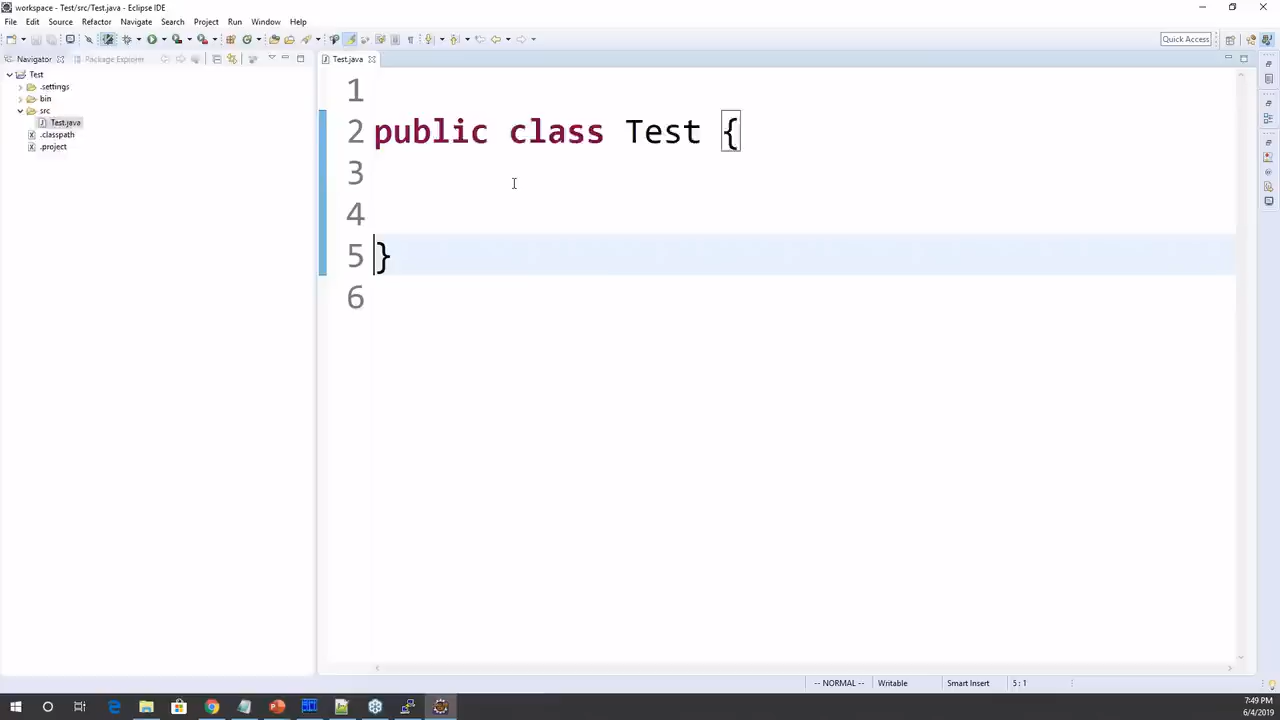 workspace - Test/src/Test.java - Eclipse IDE
File Edit Source Refactor Navigate Search Project Run Window Help
Quick Access
Navigator Package Explorer Test.java
Test
.settings
bin
src
Test.java
.classpath
.project
1
2 public class Test {
3
4
5 }
6
-- NORMAL -- Writable Smart Insert 5 : 1
7:49 PM
6/4/2019